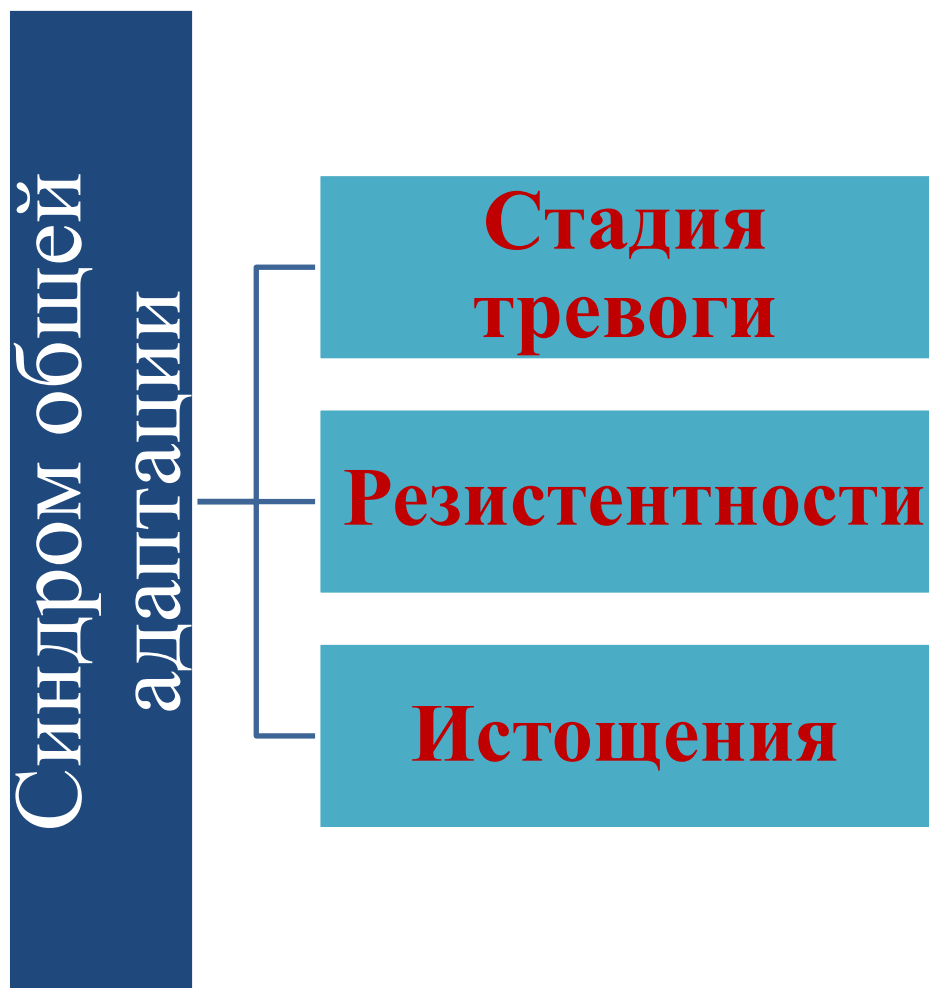 Синдром общей
адаптации
Стадия
тревоги
Резистентности
Истощения